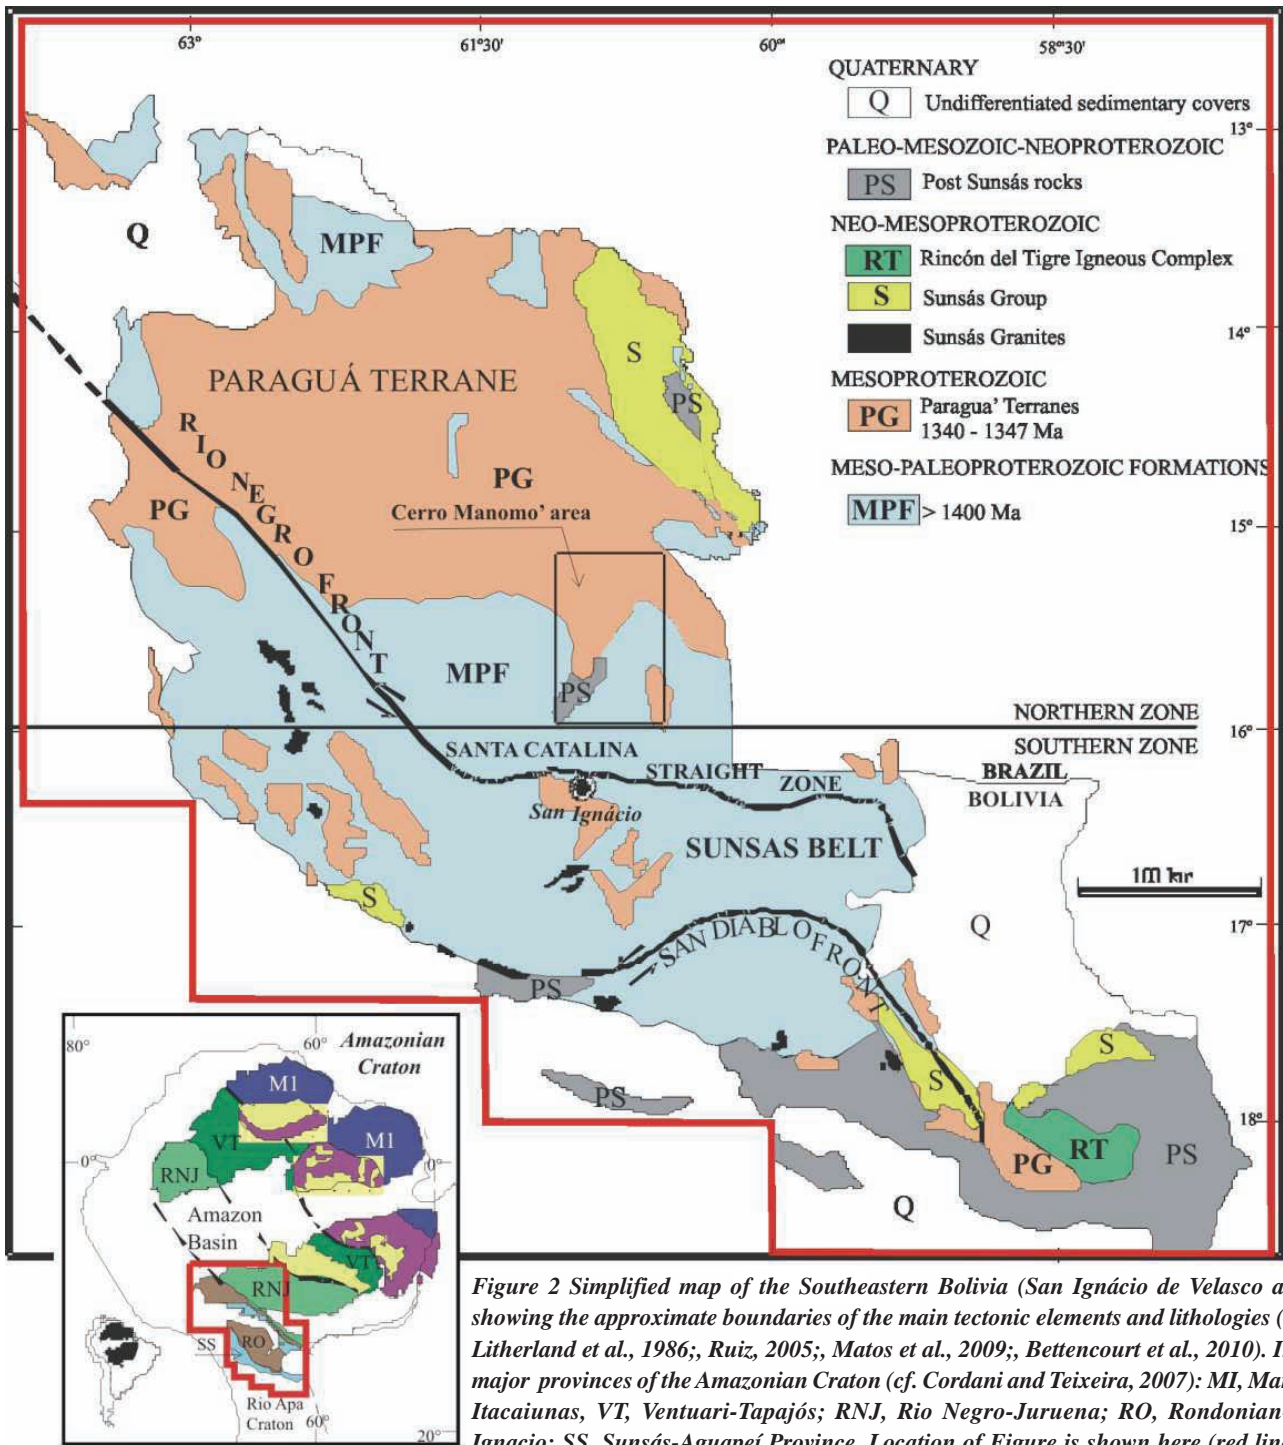 63°
61°30'
60°
58°30'
QUATERNARY
Q Undifferentiated sedimentary covers
13°
PALEO-MESOZOIC-NEOPROTEROZOIC
PS Post Sunsás rocks
NEO-MESOPROTEROZOIC
RT Rincón del Tigre Igneous Complex
S Sunsás Group
14°
Sunsás Granites
MESOPROTEROZOIC
PG Paragua' Terranes
1340 - 1347 Ma
MESO-PALEOPROTEROZOIC FORMATIONS
MPF > 1400 Ma
15°
Q
MPF
S
PS
PARAGUÁ TERRANE
RIO NEGRO FRONT
PG
PG
Cerro Manomo' area
MPF
PS
NORTHERN ZONE
16°
SOUTHERN ZONE
SANTA CATALINA
STRAIGHT
ZONE
BRAZIL
BOLIVIA
San Ignácio
SUNSAS BELT
S
17°
Q
SAN DIABLO FRONT
PS
S
S
PS
18°
PG
RT
PS
Q
80°
60°
Amazonian
Craton
M1
VT
M1
RNJ
0°
0°
Amazon
Basin
VT
RNJ
SS
RO
Rio Apa
Craton
60°
20°
Figure 2 Simplified map of the Southeastern Bolivia (San Ignácio de Velasco a
showing the approximate boundaries of the main tectonic elements and lithologies (
Litherland et al., 1986;, Ruiz, 2005;, Matos et al., 2009;, Bettencourt et al., 2010). I
major provinces of the Amazonian Craton (cf. Cordani and Teixeira, 2007): MI, Mar
Itacaiunas, VT, Ventuari-Tapajós; RNJ, Rio Negro-Juruena; RO, Rondonian-
Ignacio; SS, Sunsás-Aguapeí Province. Location of Figure is shown here (red lin